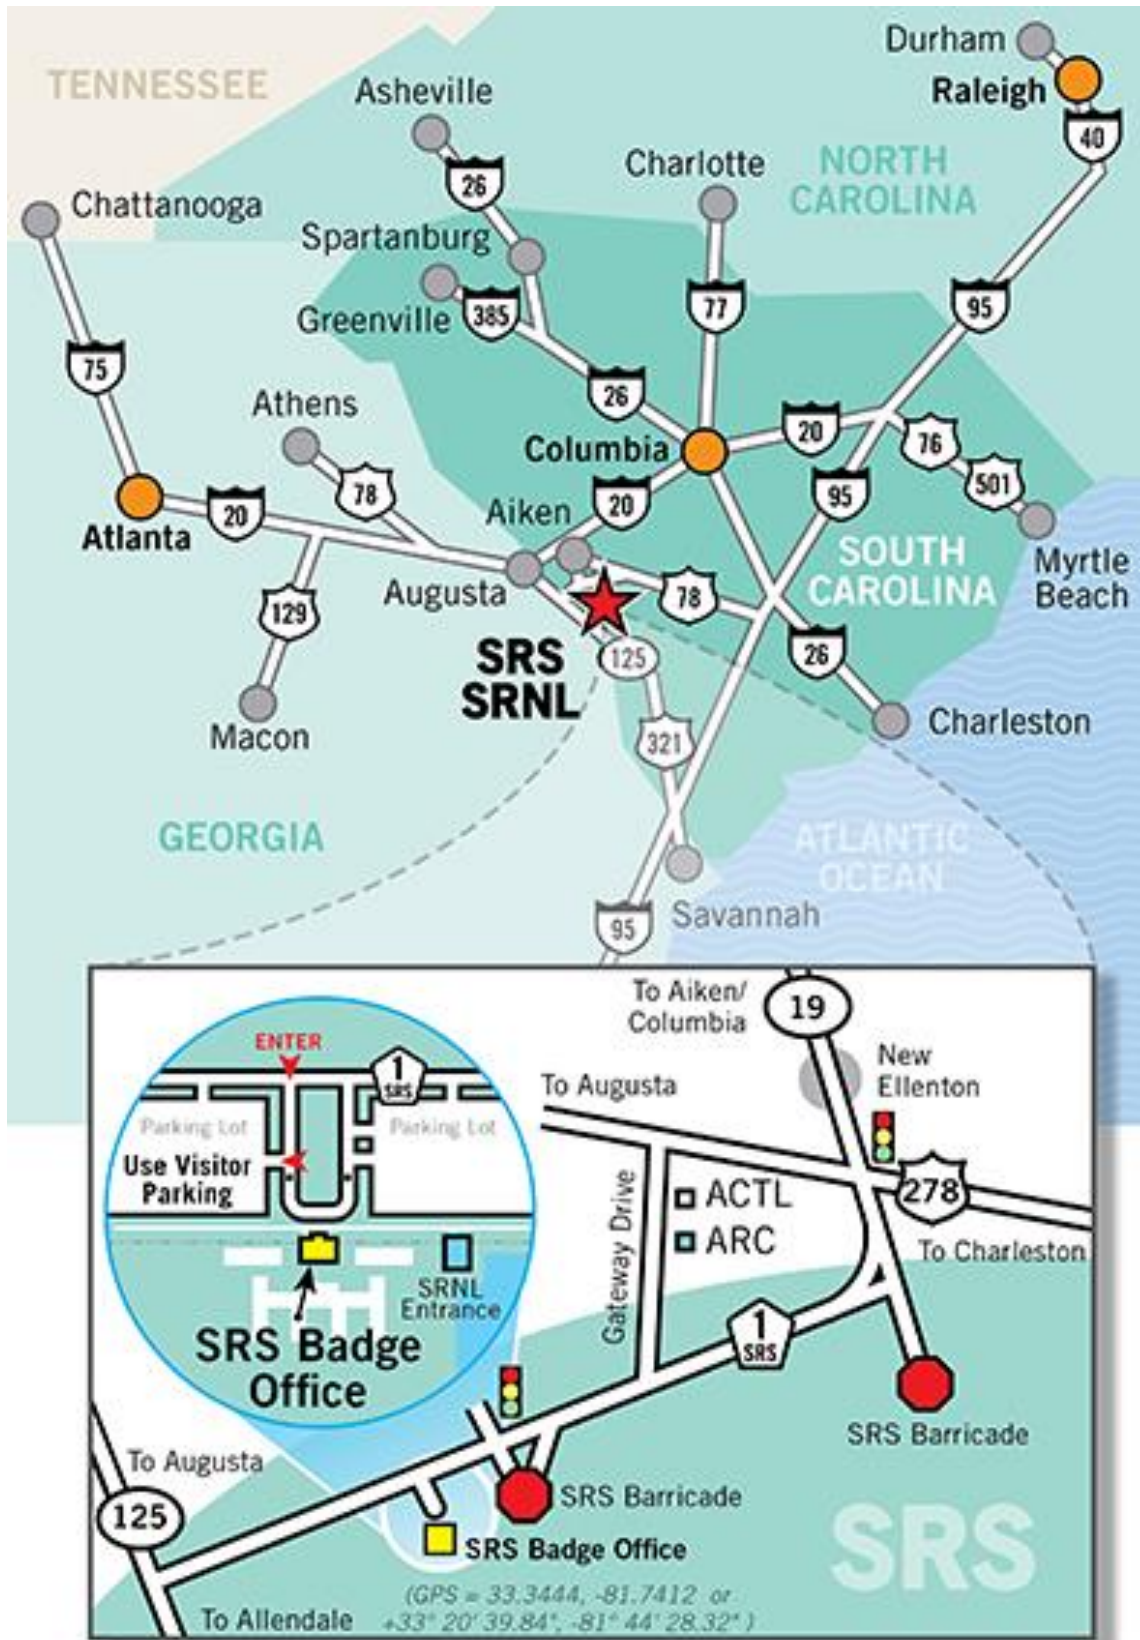 TENNESSEE
Durham
Raleigh
40
Asheville
26
Charlotte
NORTH
CAROLINA
Chattanooga
Spartanburg
Greenville
385
77
95
75
26
Athens
78
Columbia
20
76
501
95
Atlanta
20
Aiken
20
Myrtle
Beach
SOUTH
CAROLINA
Augusta
78
129
SRS
SRNL
125
26
Macon
321
Charleston
GEORGIA
ATLANTIC
OCEAN
Savannah
95
To Aiken/
Columbia
19
New
Ellenton
ENTER
1
SRS
Parking Lot
Parking Lot
Use Visitor
Parking
To Augusta
278
ACTL
ARC
To Charleston
Gateway Drive
SRNL
Entrance
SRS Badge
Office
1
SRS
SRS Barricade
To Augusta
125
SRS Barricade
SRS
SRS Badge Office
(GPS = 33.3444, -81.7412 or
+33° 20' 39.84", -81° 44' 28.32" )
To Allendale